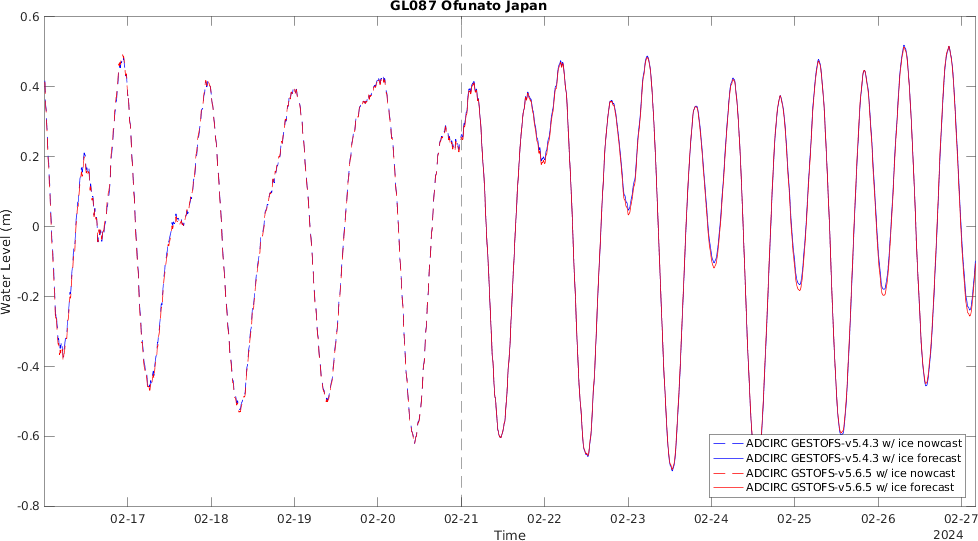 GL087 Ofunato Japan
0.6
0.4
0.2
0
-0.2
-0.4
-0.6
-0.8
Water Level (m)
ADCIRC GESTOFS-v5.4.3 w/ ice nowcast
ADCIRC GESTOFS-v5.4.3 w/ ice forecast
ADCIRC GSTOFS-v5.6.5 w/ ice nowcast
ADCIRC GSTOFS-v5.6.5 w/ ice forecast
02-17 02-18 02-19 02-20 02-21 02-22 02-23 02-24 02-25 02-26 02-27
Time
2024